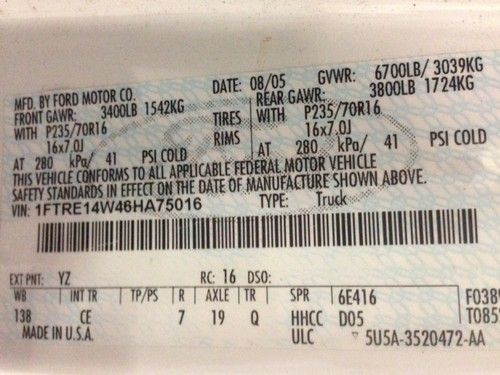 MFD. BY FORD MOTOR CO. DATE: 08/05 GVWR: 6700LB/ 3039KG
FRONT GAWR: 3400LB 1542KG REAR GAWR: 3800LB 1724KG
WITH P235/70R16 TIRES WITH P235/70R16
16x7.0J RIMS 16x7.0J
AT 280 kPa/ 41 PSI COLD AT 280 kPa/ 41 PSI COLD
THIS VEHICLE CONFORMS TO ALL APPLICABLE FEDERAL MOTOR VEHICLE
SAFETY STANDARDS IN EFFECT ON THE DATE OF MANUFACTURE SHOWN ABOVE.
VIN: 1FTRE14W46HA75016 TYPE: Truck
EXT PNT: YZ RC: 16 DSO:
WB INT TR TP/PS R AXLE TR SPR 6E416 F038
138 CE 7 19 Q HHCC D05 T085
MADE IN U.S.A. ULC 5U5A-3520472-AA